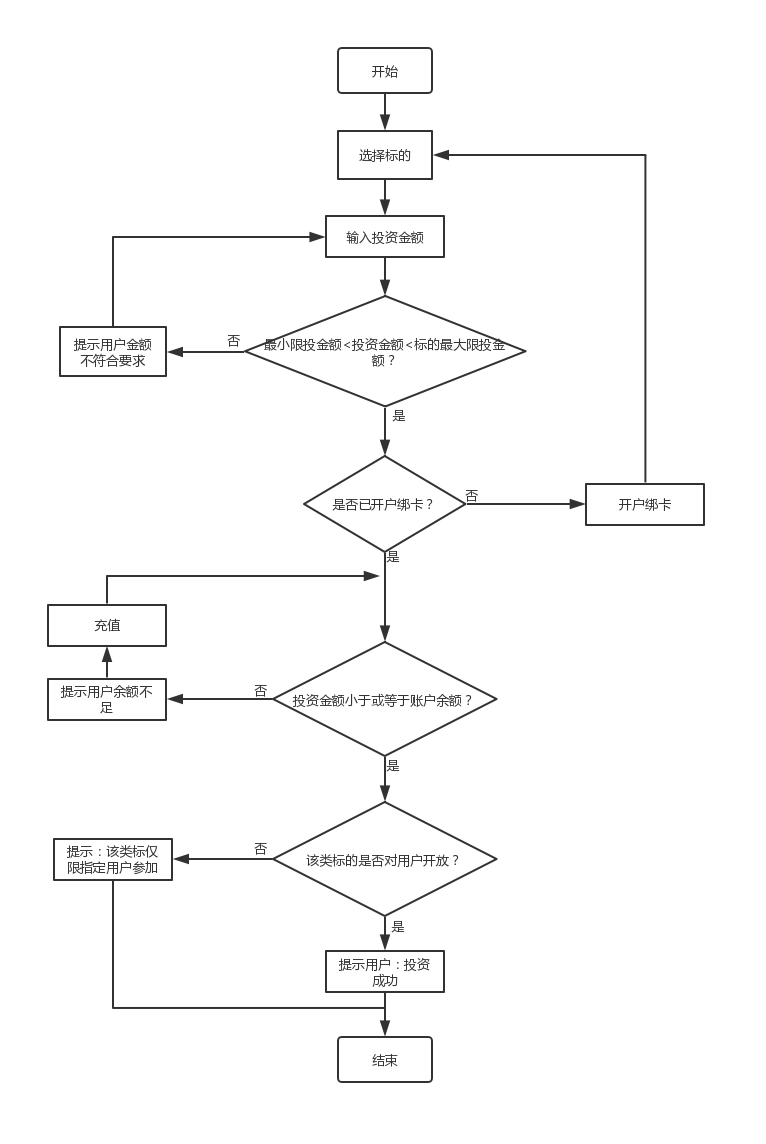 开始
选择标的
输入投资金额
提示用户金额
不符合要求
否
最小限投金额<投资金额<标的最大限投金
额？
是
是否已开户绑卡？
否
开户绑卡
是
充值
提示用户余额不
足
否
投资金额小于或等于账户余额？
是
提示：该类标仅
限指定用户参加
否
该类标的是否对用户开放？
是
提示用户：投资
成功
结束